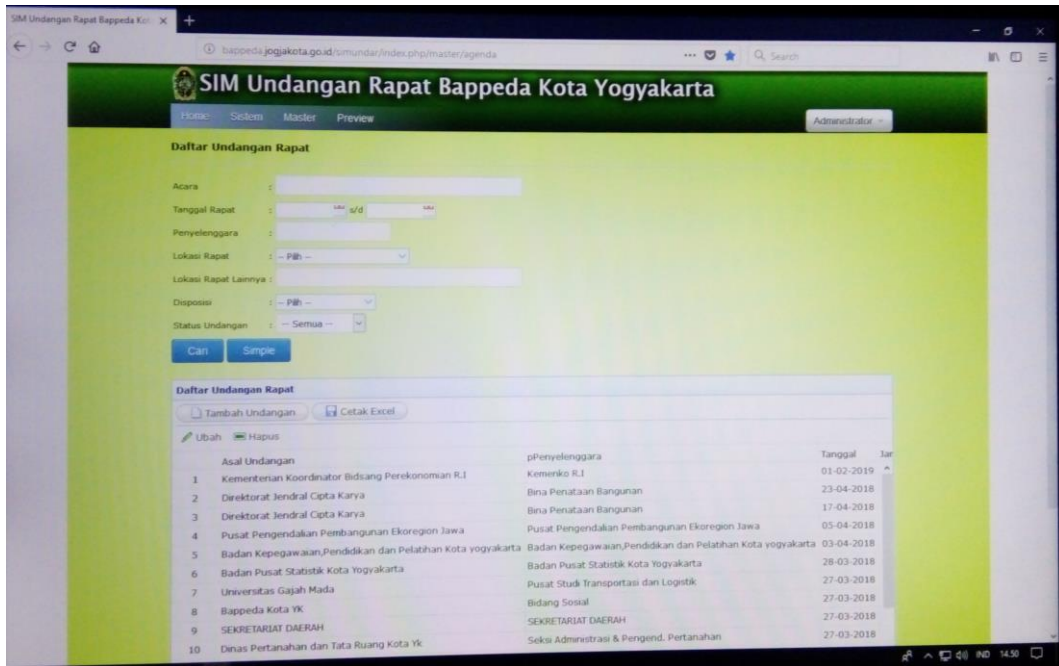 SIM Undangan Rapat Bappeda Kot
bappeda.jogjakota.go.id/simundar/index.php/master/agenda
Search
SIM Undangan Rapat Bappeda Kota Yogyakarta
Home Sistem Master Preview Administrator
Daftar Undangan Rapat
Acara :
Tanggal Rapat : s/d
Penyelenggara :
Lokasi Rapat : -- Pilih --
Lokasi Rapat Lainnya :
Disposisi : -- Pilih --
Status Undangan : -- Semua --
Cari Simple
Daftar Undangan Rapat
Tambah Undangan Cetak Excel
Ubah Hapus
Asal Undangan pPenyelenggara Tanggal Jar
1 Kementerian Koordinator Bidsang Perekonomian R.I Kemenko R.I 01-02-2019
2 Direktorat Jendral Cipta Karya Bina Penataan Bangunan 23-04-2018
3 Direktorat Jendral Cipta Karya Bina Penataan Bangunan 17-04-2018
4 Pusat Pengendalian Pembangunan Ekoregion Jawa Pusat Pengendalian Pembangunan Ekoregion Jawa 05-04-2018
5 Badan Kepegawaian,Pendidikan dan Pelatihan Kota yogyakarta Badan Kepegawaian,Pendidikan dan Pelatihan Kota yogyakarta 03-04-2018
6 Badan Pusat Statistik Kota Yogyakarta Badan Pusat Statistik Kota Yogyakarta 28-03-2018
7 Universitas Gajah Mada Pusat Studi Transportasi dan Logistik 27-03-2018
8 Bappeda Kota YK Bidang Sosial 27-03-2018
9 SEKRETARIAT DAERAH SEKRETARIAT DAERAH 27-03-2018
10 Dinas Pertanahan dan Tata Ruang Kota Yk Seksi Administrasi & Pengend. Pertanahan 27-03-2018
IND 14.50